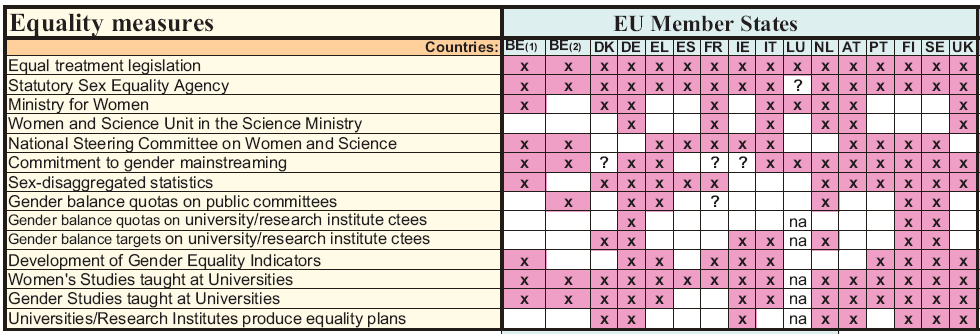 Equality measures EU Member States
Countries: BE(1) BE(2) DK DE EL ES FR IE IT LU NL AT PT FI SE UK
Equal treatment legislation x x x x x x x x x x x x x x x x
Statutory Sex Equality Agency x x x x x x x x x ? x x x x x x
Ministry for Women x x x x x x x x x
Women and Science Unit in the Science Ministry x x x x x x
National Steering Committee on Women and Science x x x x x x x x x x x
Commitment to gender mainstreaming x x ? x x ? ? x x x x x x x x
Sex-disaggregated statistics x x x x x x x x x x x x
Gender balance quotas on public committees x x x ? x x x
Gender balance quotas on university/research institute ctees x na x x
Gender balance targets on university/research institute ctees x x x x na x x x
Development of Gender Equality Indicators x x x x x x x x x x
Women's Studies taught at Universities x x x x x x x x x na x x x x x x
Gender Studies taught at Universities x x x x x x x na x x x x x x
Universities/Research Institutes produce equality plans x x x na x x x x x